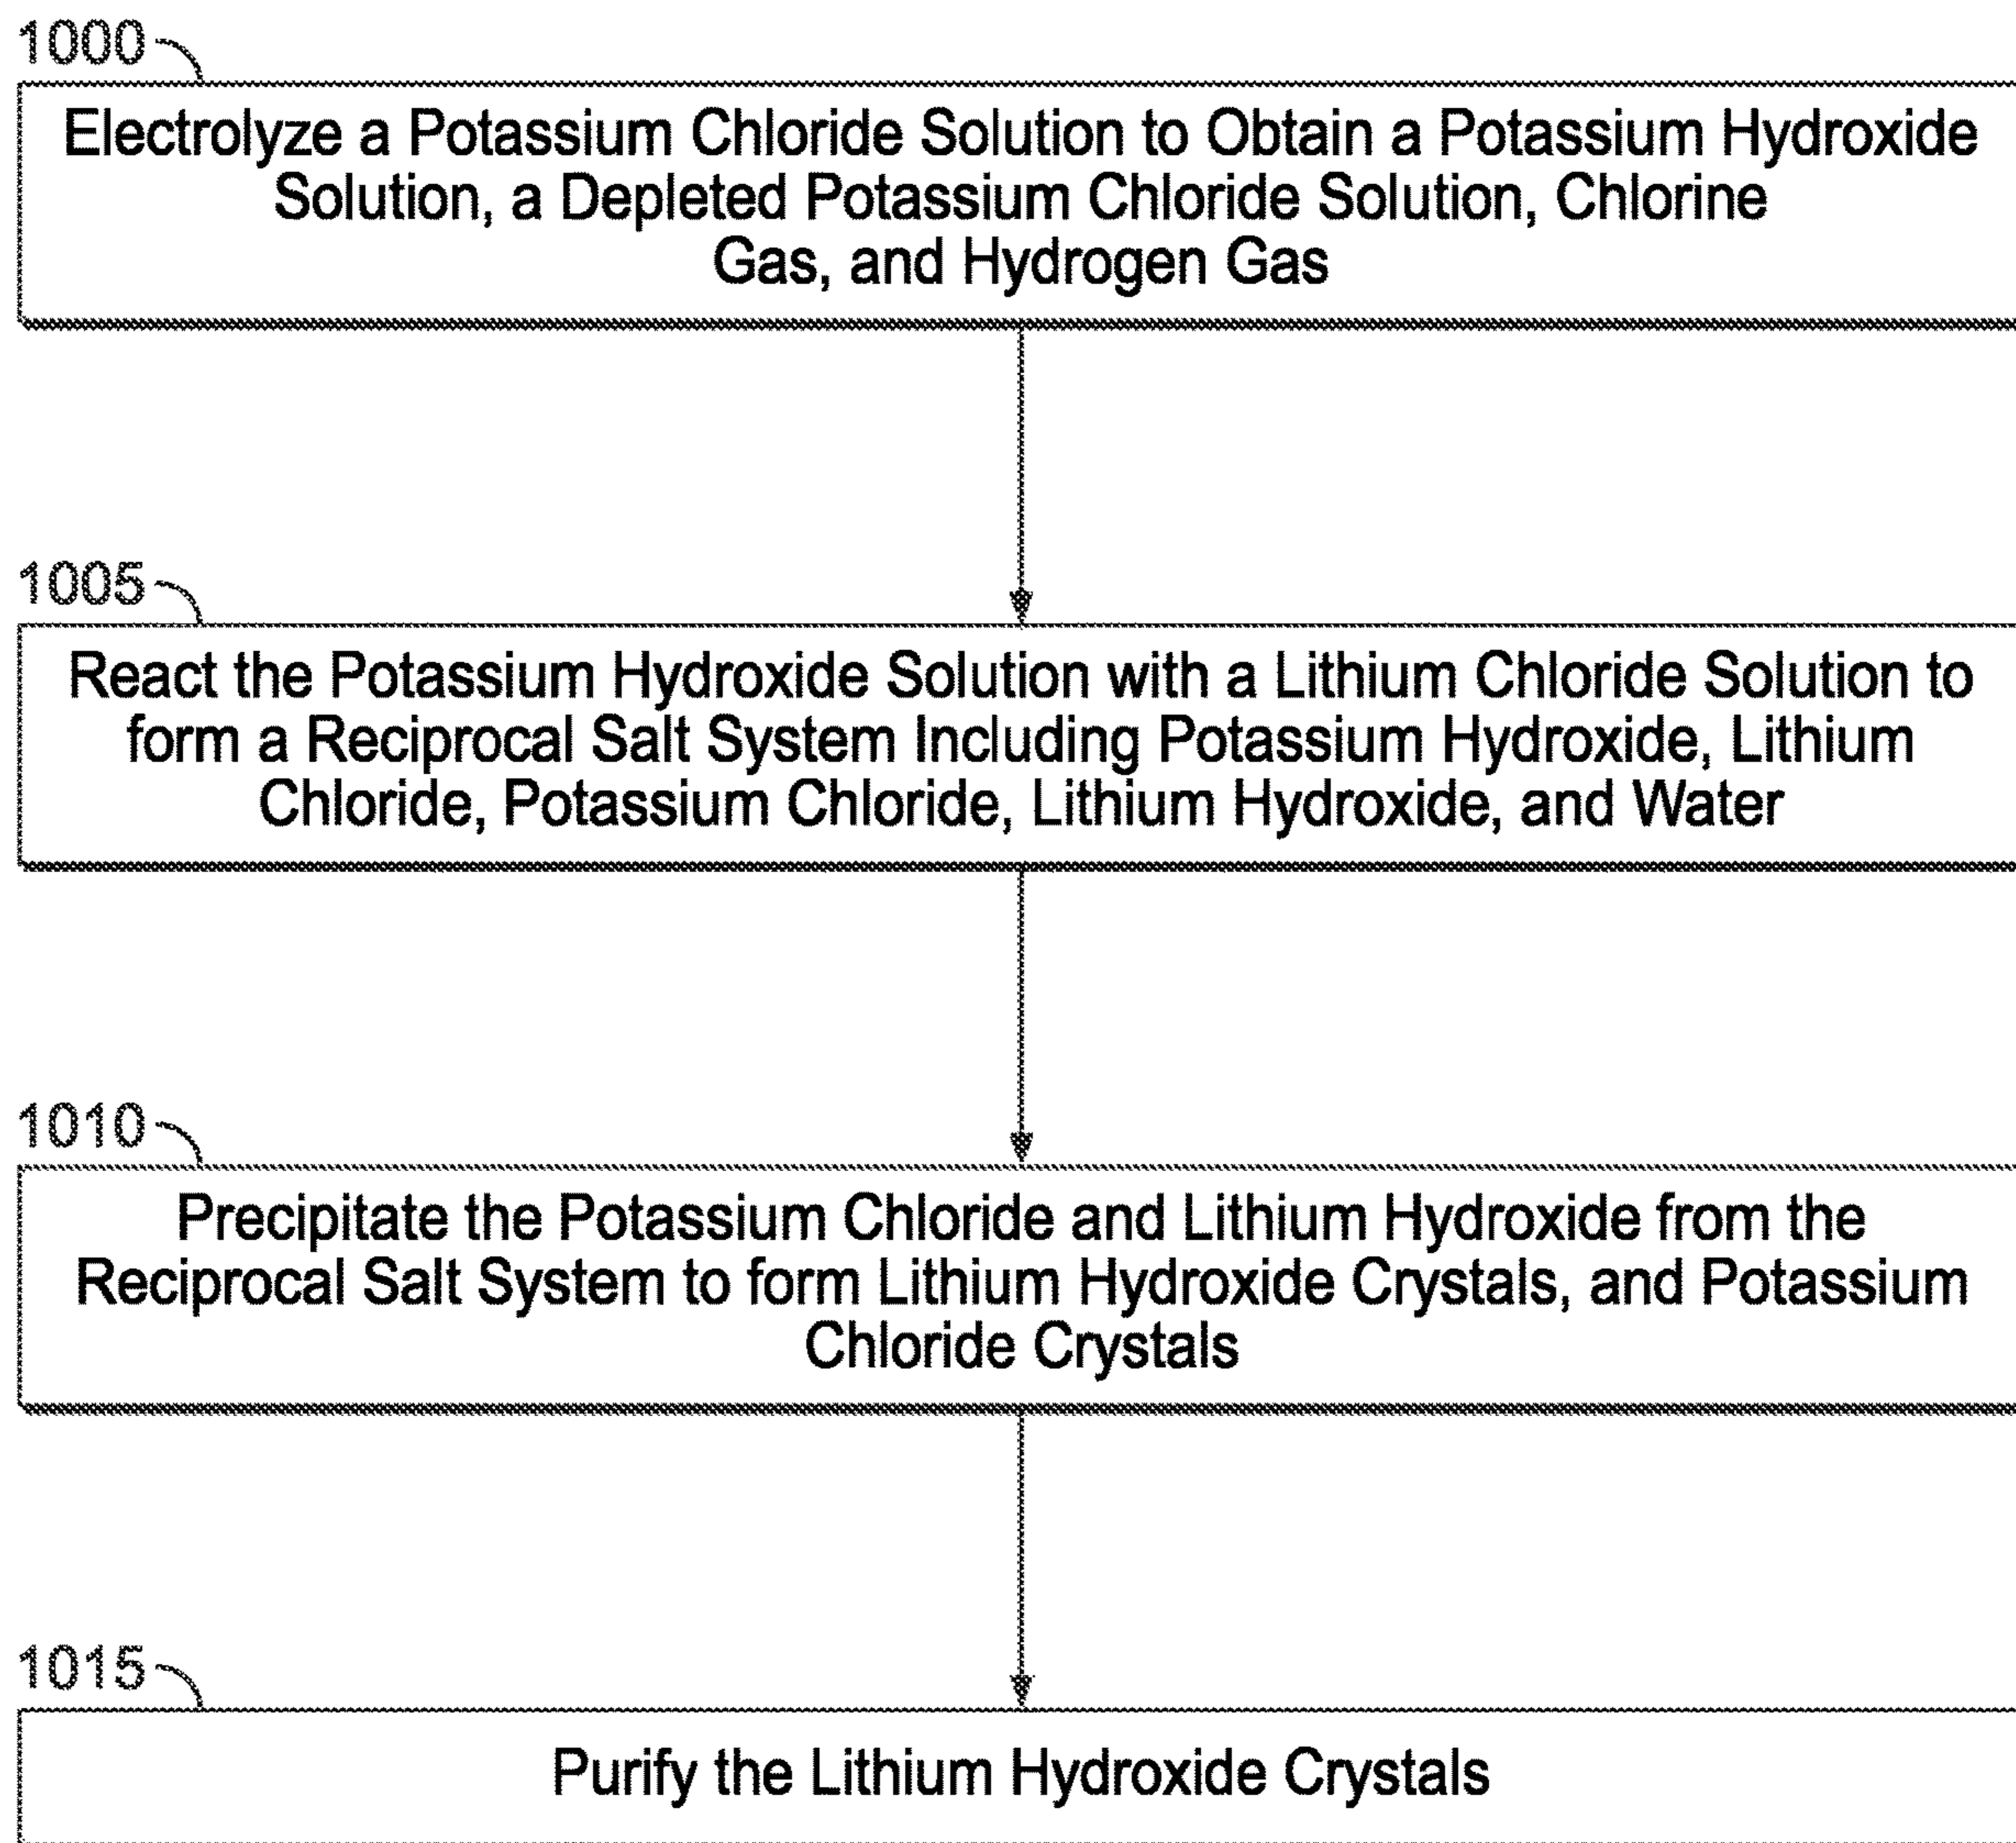 1000
Electrolyze a Potassium Chloride Solution to Obtain a Potassium Hydroxide
Solution, a Depleted Potassium Chloride Solution, Chlorine
Gas, and Hydrogen Gas
1005
React the Potassium Hydroxide Solution with a Lithium Chloride Solution to
form a Reciprocal Salt System Including Potassium Hydroxide, Lithium
Chloride, Potassium Chloride, Lithium Hydroxide, and Water
1010
Precipitate the Potassium Chloride and Lithium Hydroxide from the
Reciprocal Salt System to form Lithium Hydroxide Crystals, and Potassium
Chloride Crystals
1015
Purify the Lithium Hydroxide Crystals